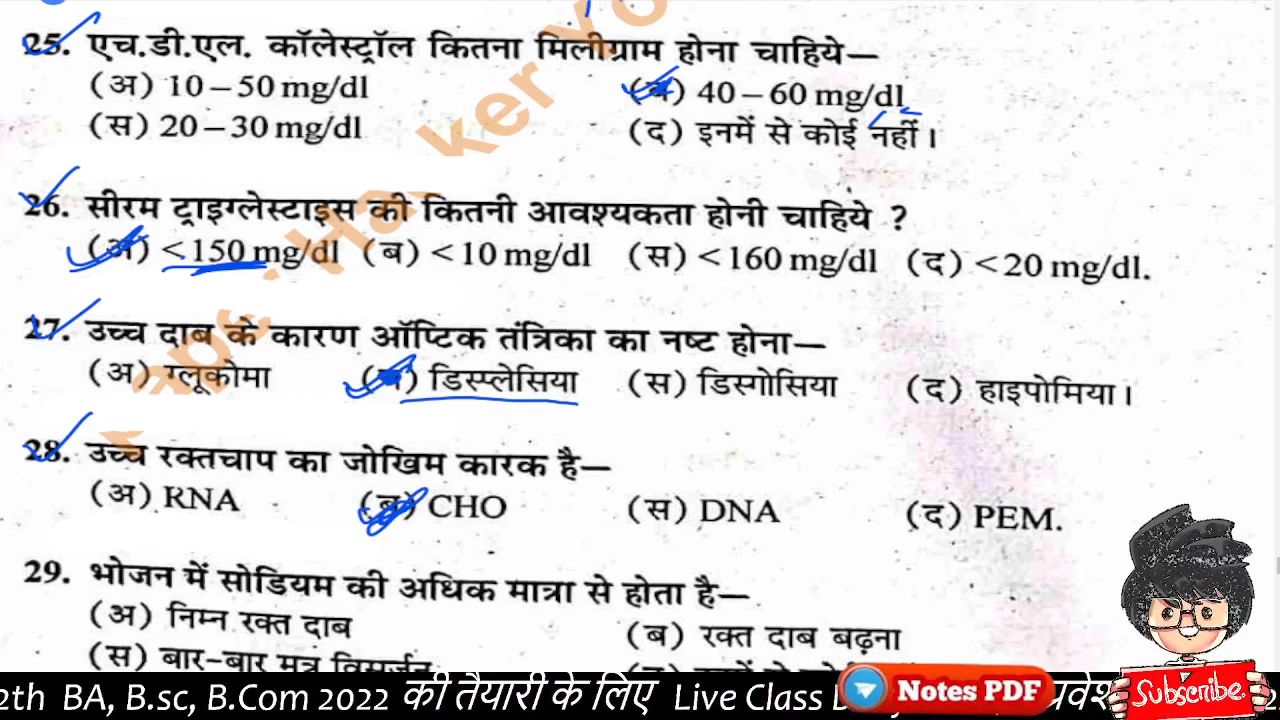 25. एच.डी.एल. कॉलेस्ट्रॉल कितना मिलीग्राम होना चाहिये—
(अ) 10 – 50 mg/dl (ब) 40 – 60 mg/dl
(स) 20 – 30 mg/dl (द) इनमें से कोई नहीं।
26. सीरम ट्राइग्लेस्टाइस की कितनी आवश्यकता होनी चाहिये ?
(अ) <150 mg/dl (ब) <10 mg/dl (स) <160 mg/dl (द) <20 mg/dl.
27. उच्च दाब के कारण ऑप्टिक तंत्रिका का नष्ट होना—
(अ) ग्लूकोमा (ब) डिस्प्लेसिया (स) डिस्गोसिया (द) हाइपोमिया।
28. उच्च रक्तचाप का जोखिम कारक है—
(अ) RNA (ब) CHO (स) DNA (द) PEM.
29. भोजन में सोडियम की अधिक मात्रा से होता है—
(अ) निम्न रक्त दाब (ब) रक्त दाब बढ़ना
(स) बार-बार मूत्र विसर्जन
2th BA, B.sc, B.Com 2022 की तैयारी के लिए Live Class
Notes PDF
Subscribe